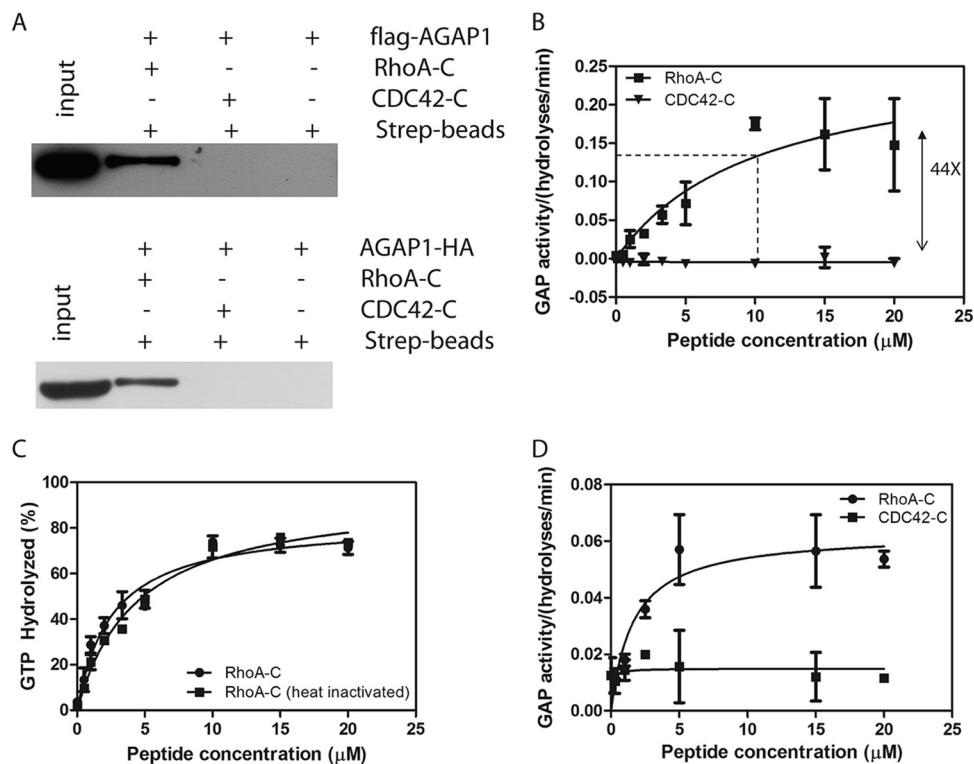 A
input
+ + + flag-AGAP1
+ - - RhoA-C
- + - CDC42-C
+ + + Strep-beads
input
+ + + AGAP1-HA
+ - - RhoA-C
- + - CDC42-C
+ + + Strep-beads
B
GAP activity/(hydrolyses/min)
0.20
0.15
0.10
0.05
0.00
-0.05
RhoA-C
CDC42-C
44X
5 10 15 20 25
Peptide concentration (μM)
C
GTP Hydrolyzed (%)
100
80
60
40
20
0
RhoA-C
RhoA-C (heat inactivated)
0 5 10 15 20 25
Peptide concentration (μM)
D
GAP activity/(hydrolyses/min)
0.08
0.06
0.04
0.02
0.00
RhoA-C
CDC42-C
0 5 10 15 20 25
Peptide concentration (μM)